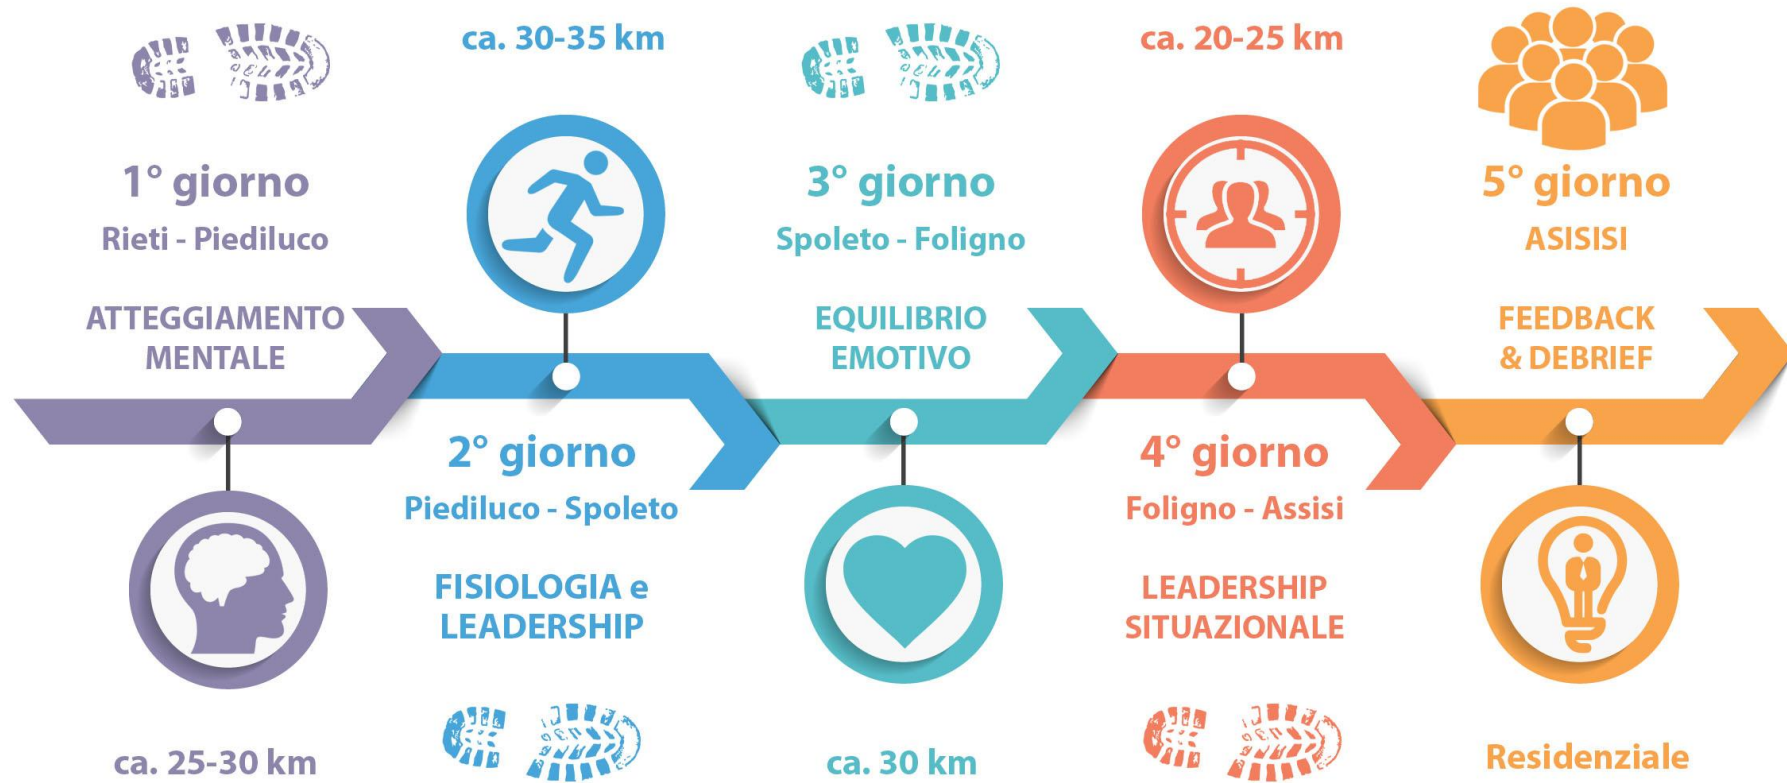 1° giorno
Rieti - Piediluco
ATTEGGIAMENTO
MENTALE
ca. 25-30 km
ca. 30-35 km
2° giorno
Piediluco - Spoleto
FISIOLOGIA e
LEADERSHIP
3° giorno
Spoleto - Foligno
EQUILIBRIO
EMOTIVO
ca. 30 km
ca. 20-25 km
4° giorno
Foligno - Assisi
LEADERSHIP
SITUAZIONALE
5° giorno
ASISISI
FEEDBACK
& DEBRIEF
Residenziale